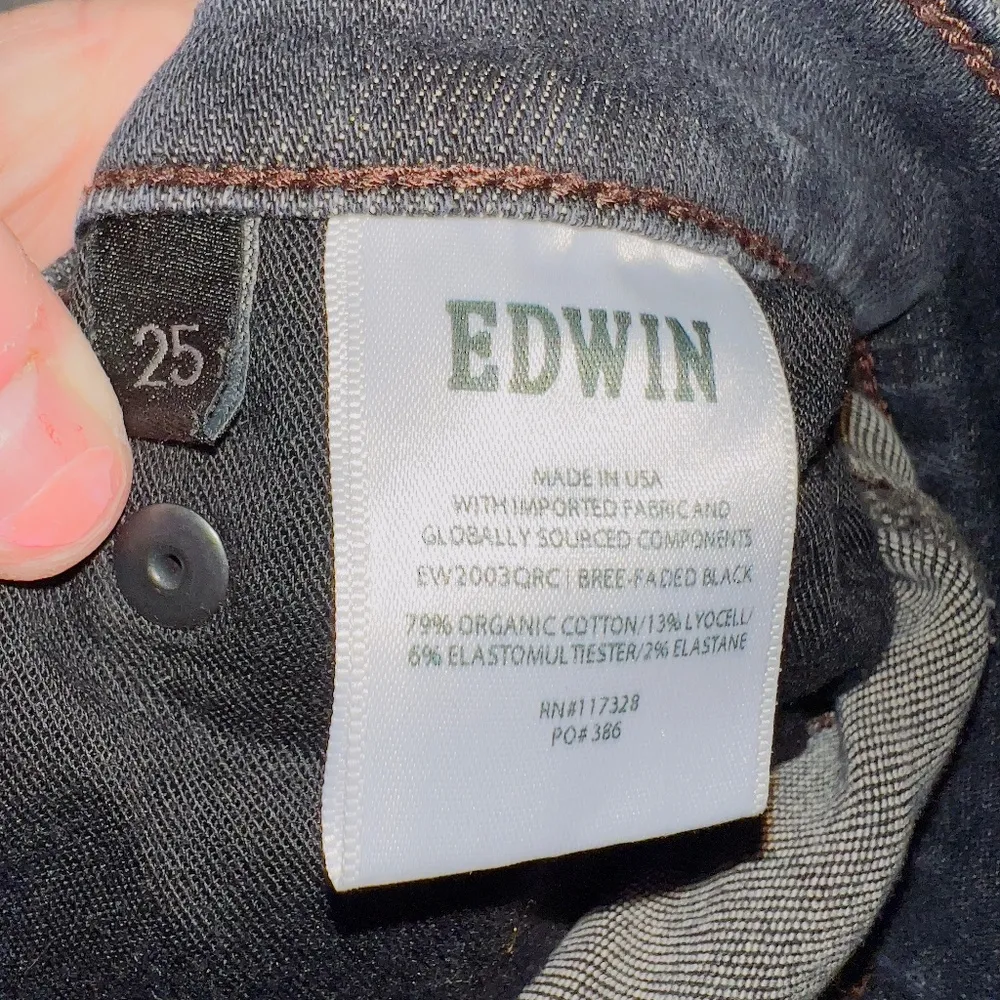 25
EDWIN
MADE IN USA
WITH IMPORTED FABRIC AND
GLOBALLY SOURCED COMPONENTS
EW2003QRC | BREE-FADED BLACK
79% ORGANIC COTTON/13% LYOCELL/
6% ELASTOMULTIESTER/2% ELASTANE
RN#117328
PO#386